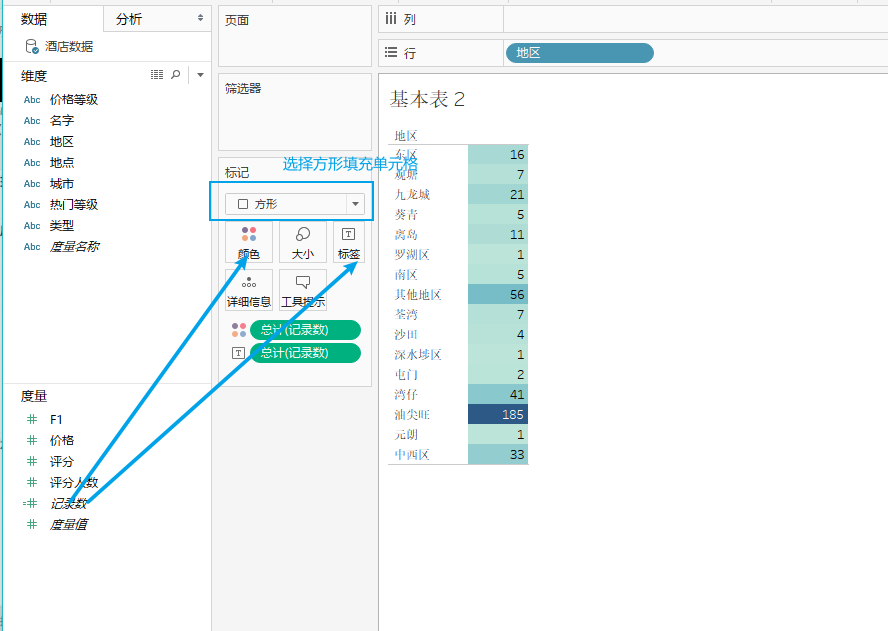 数据
分析
酒店数据
维度
Abc 价格等级
Abc 名字
Abc 地区
Abc 地点
Abc 城市
Abc 热门等级
Abc 类型
Abc 度量名称
度量
F1
价格
评分
评分人数
记录数
度量值
页面
筛选器
选择方形填充单元格
标记
方形
颜色
大小
标签
详细信息
工具提示
总计(记录数)
总计(记录数)
列
行
地区
基本表 2
地区
东区 16
观塘 7
九龙城 21
葵青 5
离岛 11
罗湖区 1
南区 5
其他地区 56
荃湾 7
沙田 4
深水埗区 1
屯门 2
湾仔 41
油尖旺 185
元朗 1
中西区 33